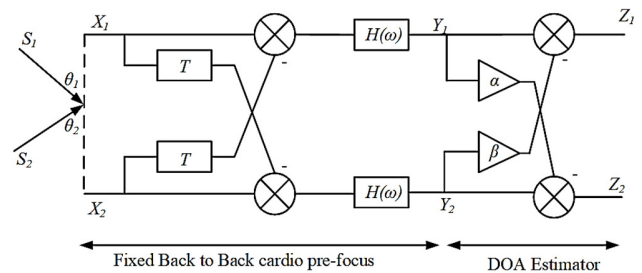 X1
H(ω)
Y1
Z1
S1
T
-
-
α
θ1
θ2
T
β
S2
-
-
X2
H(ω)
Y2
Z2
Fixed Back to Back cardio pre-focus
DOA Estimator